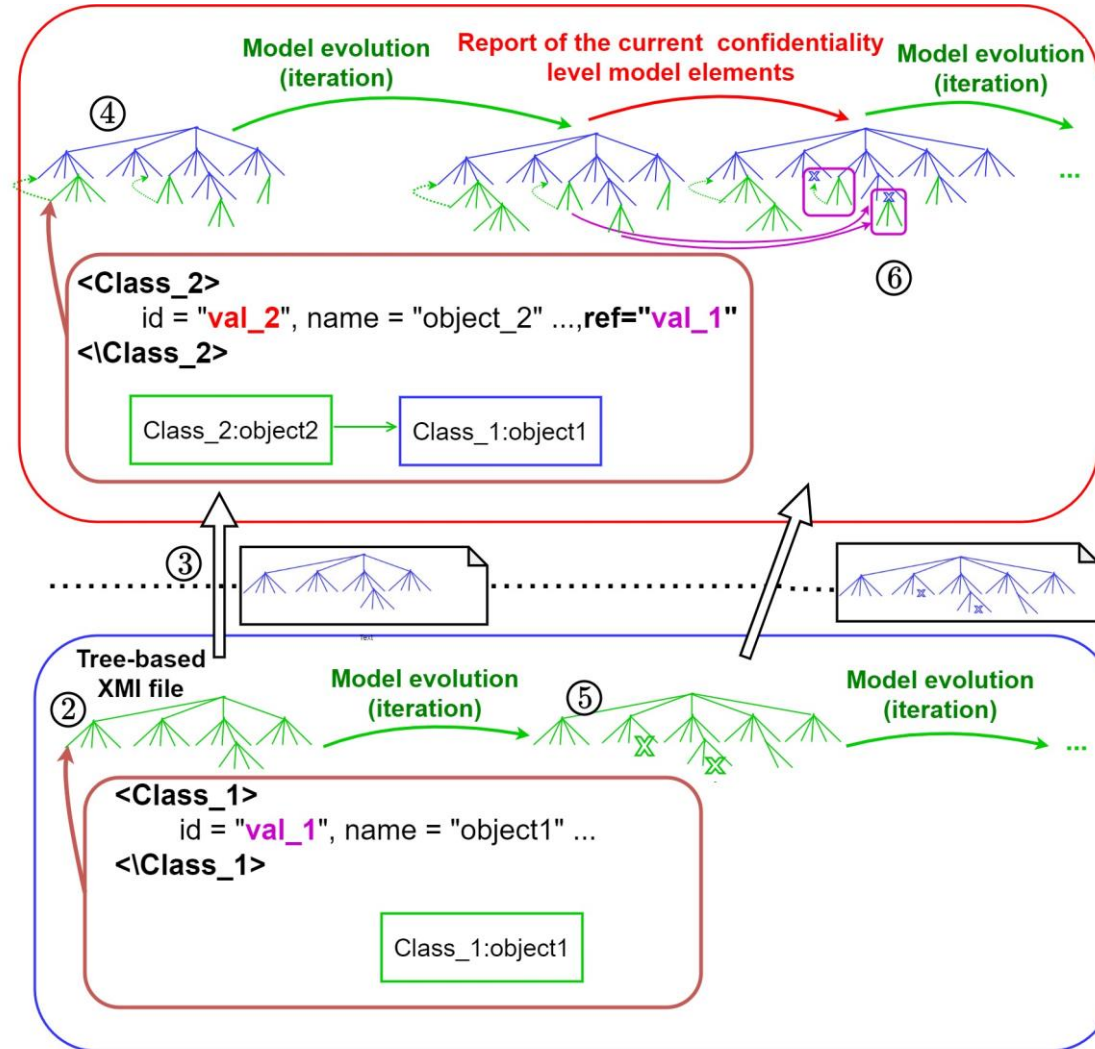 Model evolution
(iteration)
Report of the current confidentiality
level model elements
Model evolution
(iteration)
④
...
⑥
<Class_2>
id = "val_2", name = "object_2" ...,ref="val_1"
<\Class_2>
Class_2:object2
Class_1:object1
③
Text
Tree-based
XMI file
②
Model evolution
(iteration)
⑤
Model evolution
(iteration)
...
<Class_1>
id = "val_1", name = "object1" ...
<\Class_1>
Class_1:object1